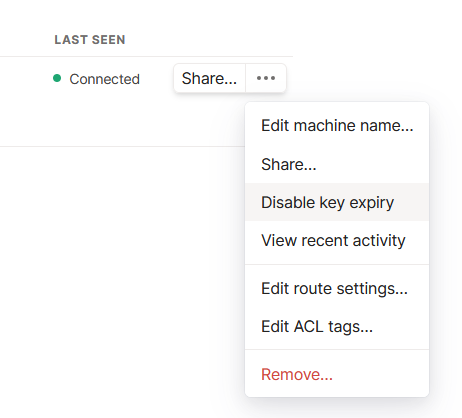 LAST SEEN
Connected
Share...
Edit machine name...
Share...
Disable key expiry
View recent activity
Edit route settings...
Edit ACL tags...
Remove...